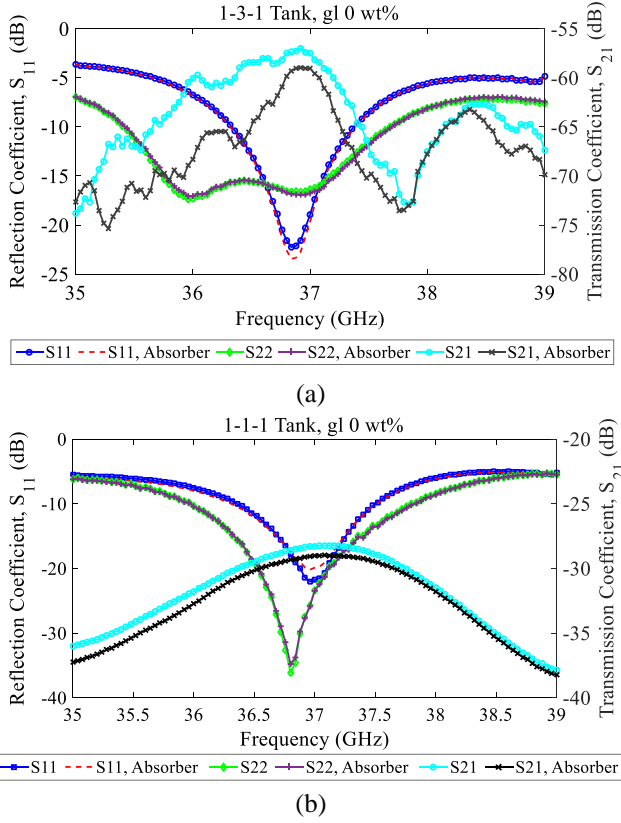 1-3-1 Tank, gl 0 wt%
Reflection Coefficient, S11 (dB)
0
-5
-10
-15
-20
-25
Transmission Coefficient, S21 (dB)
-55
-60
-65
-70
-75
-80
35 36 37 38 39
Frequency (GHz)
S11 S11, Absorber S22 S22, Absorber S21 S21, Absorber
(a)
1-1-1 Tank, gl 0 wt%
Reflection Coefficient, S11 (dB)
0
-10
-20
-30
-40
Transmission Coefficient, S21 (dB)
-20
-25
-30
-35
-40
35 35.5 36 36.5 37 37.5 38 38.5 39
Frequency (GHz)
S11 S11, Absorber S22 S22, Absorber S21 S21, Absorber
(b)